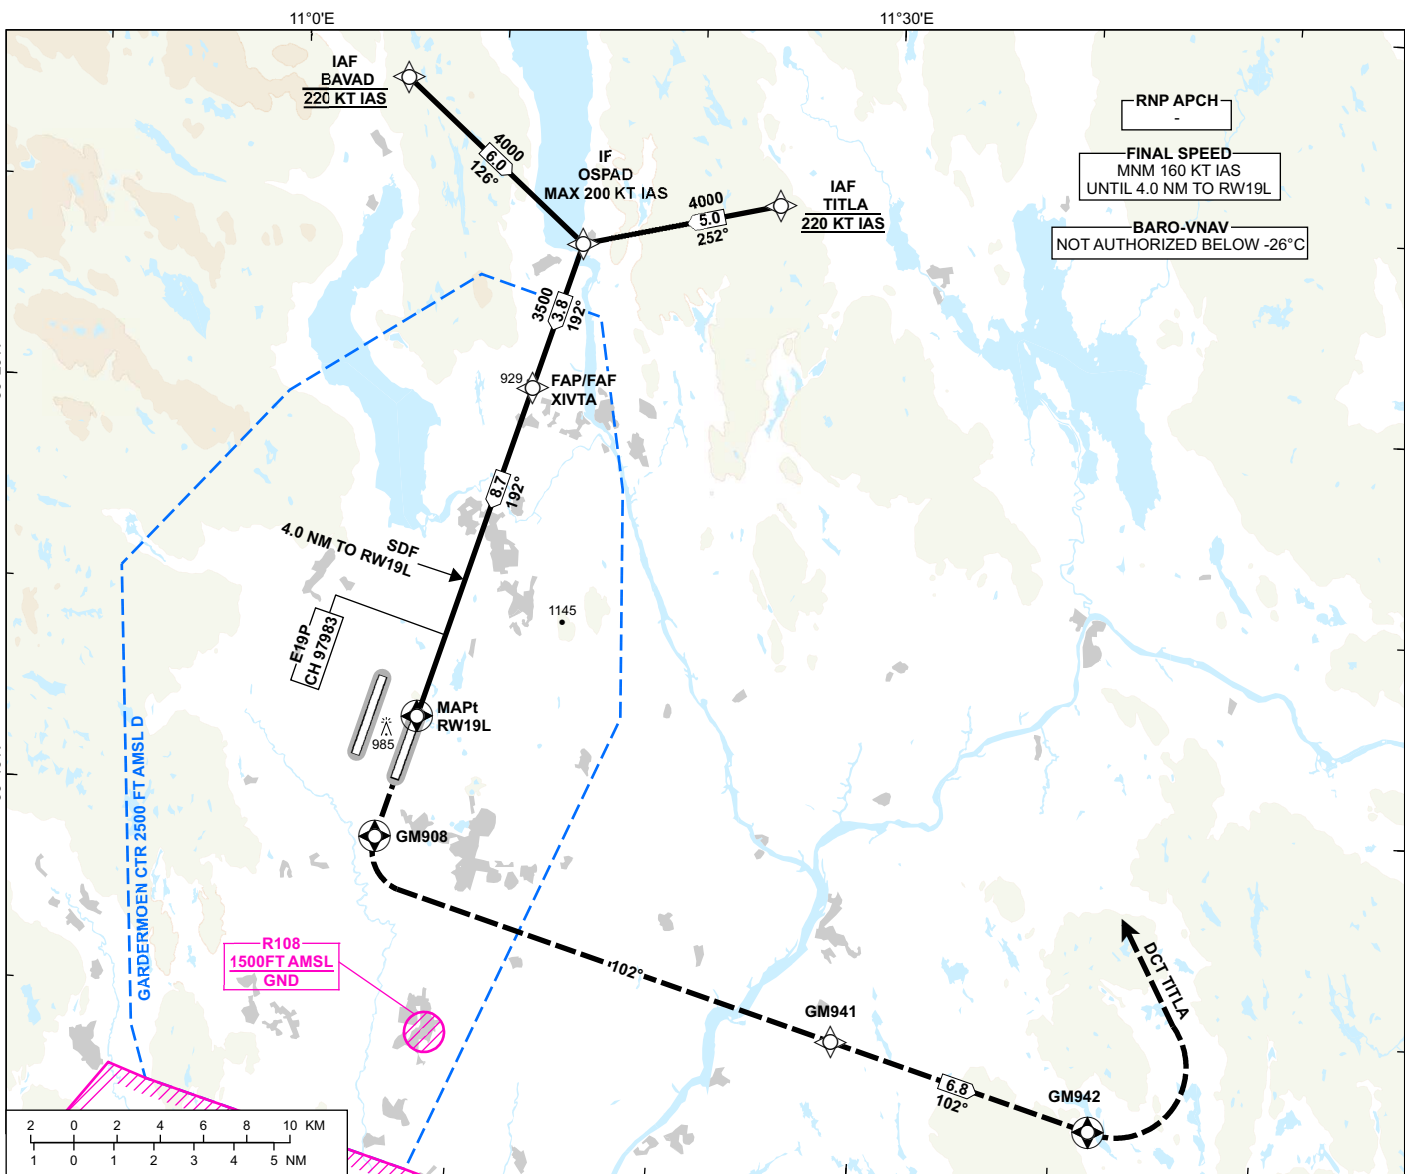 11°0'E
11°30'E
IAF
BAVAD
220 KT IAS
4000
6.0
126°
IF
OSPAD
MAX 200 KT IAS
4000
5.0
252°
IAF
TITLA
220 KT IAS
RNP APCH
-
FINAL SPEED
MNM 160 KT IAS
UNTIL 4.0 NM TO RW19L
BARO-VNAV
NOT AUTHORIZED BELOW -26°C
3500
3.8
192°
929
FAP/FAF
XIVTA
8.7
192°
SDF
4.0 NM TO RW19L
E19P
CH 97983
1145
MAPt
RW19L
985
GM908
GARDERMOEN CTR 2500 FT AMSL D
R108
1500FT AMSL
GND
102°
GM941
6.8
102°
GM942
DCT TITLA
2 0 2 4 6 8 10 KM
1 0 1 2 3 4 5 NM